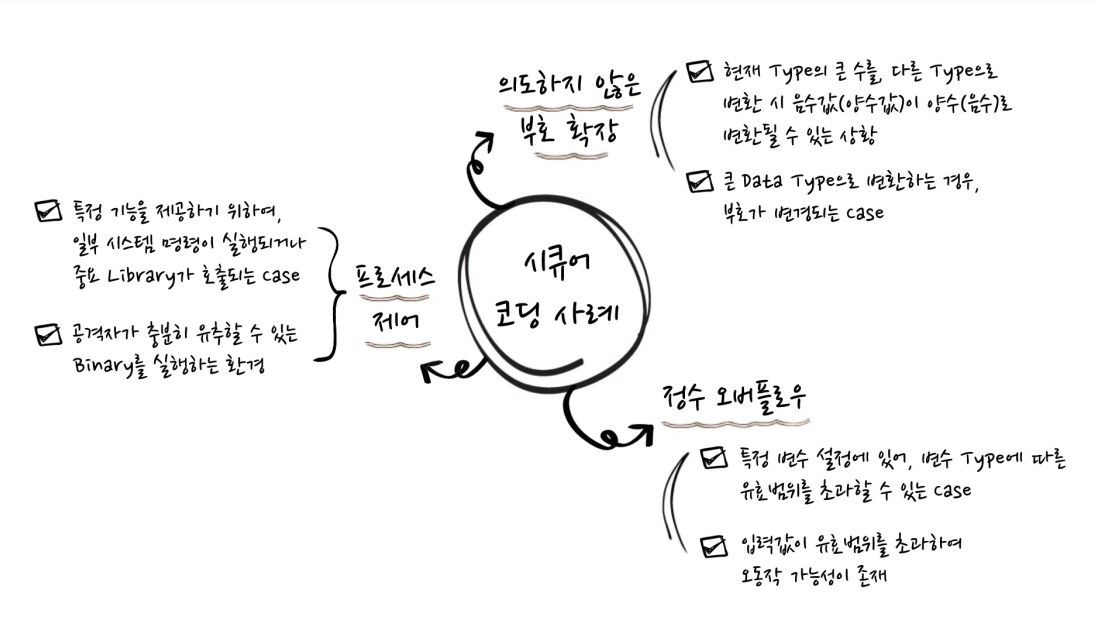 의도하지 않은
부호 확장
현재 Type의 큰 수를, 다른 Type으로
변환 시 음수값(양수값)이 양수(음수)로
변환될 수 있는 상황
큰 Data Type으로 변환하는 경우,
부호가 변경되는 case
시큐어
코딩 사례
프로세스
제어
특정 기능을 제공하기 위하여,
일부 시스템 명령이 실행되거나
중요 Library가 호출되는 case
공격자가 충분히 유추할 수 있는
Binary를 실행하는 환경
정수 오버플로우
특정 변수 설정에 있어, 변수 Type에 따른
유효범위를 초과할 수 있는 case
입력값이 유효범위를 초과하여
오동작 가능성이 존재